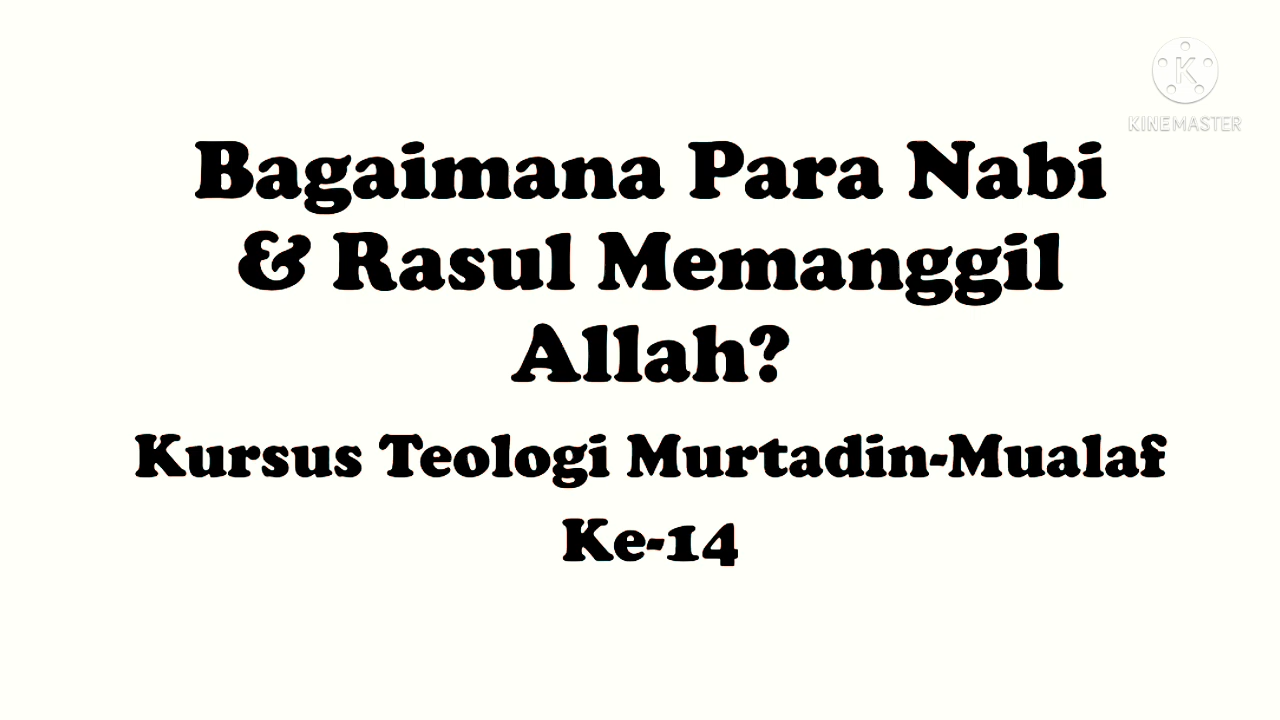 KINEMASTER
Bagaimana Para Nabi
& Rasul Memanggil
Allah?
Kursus Teologi Murtadin-Mualaf
Ke-14